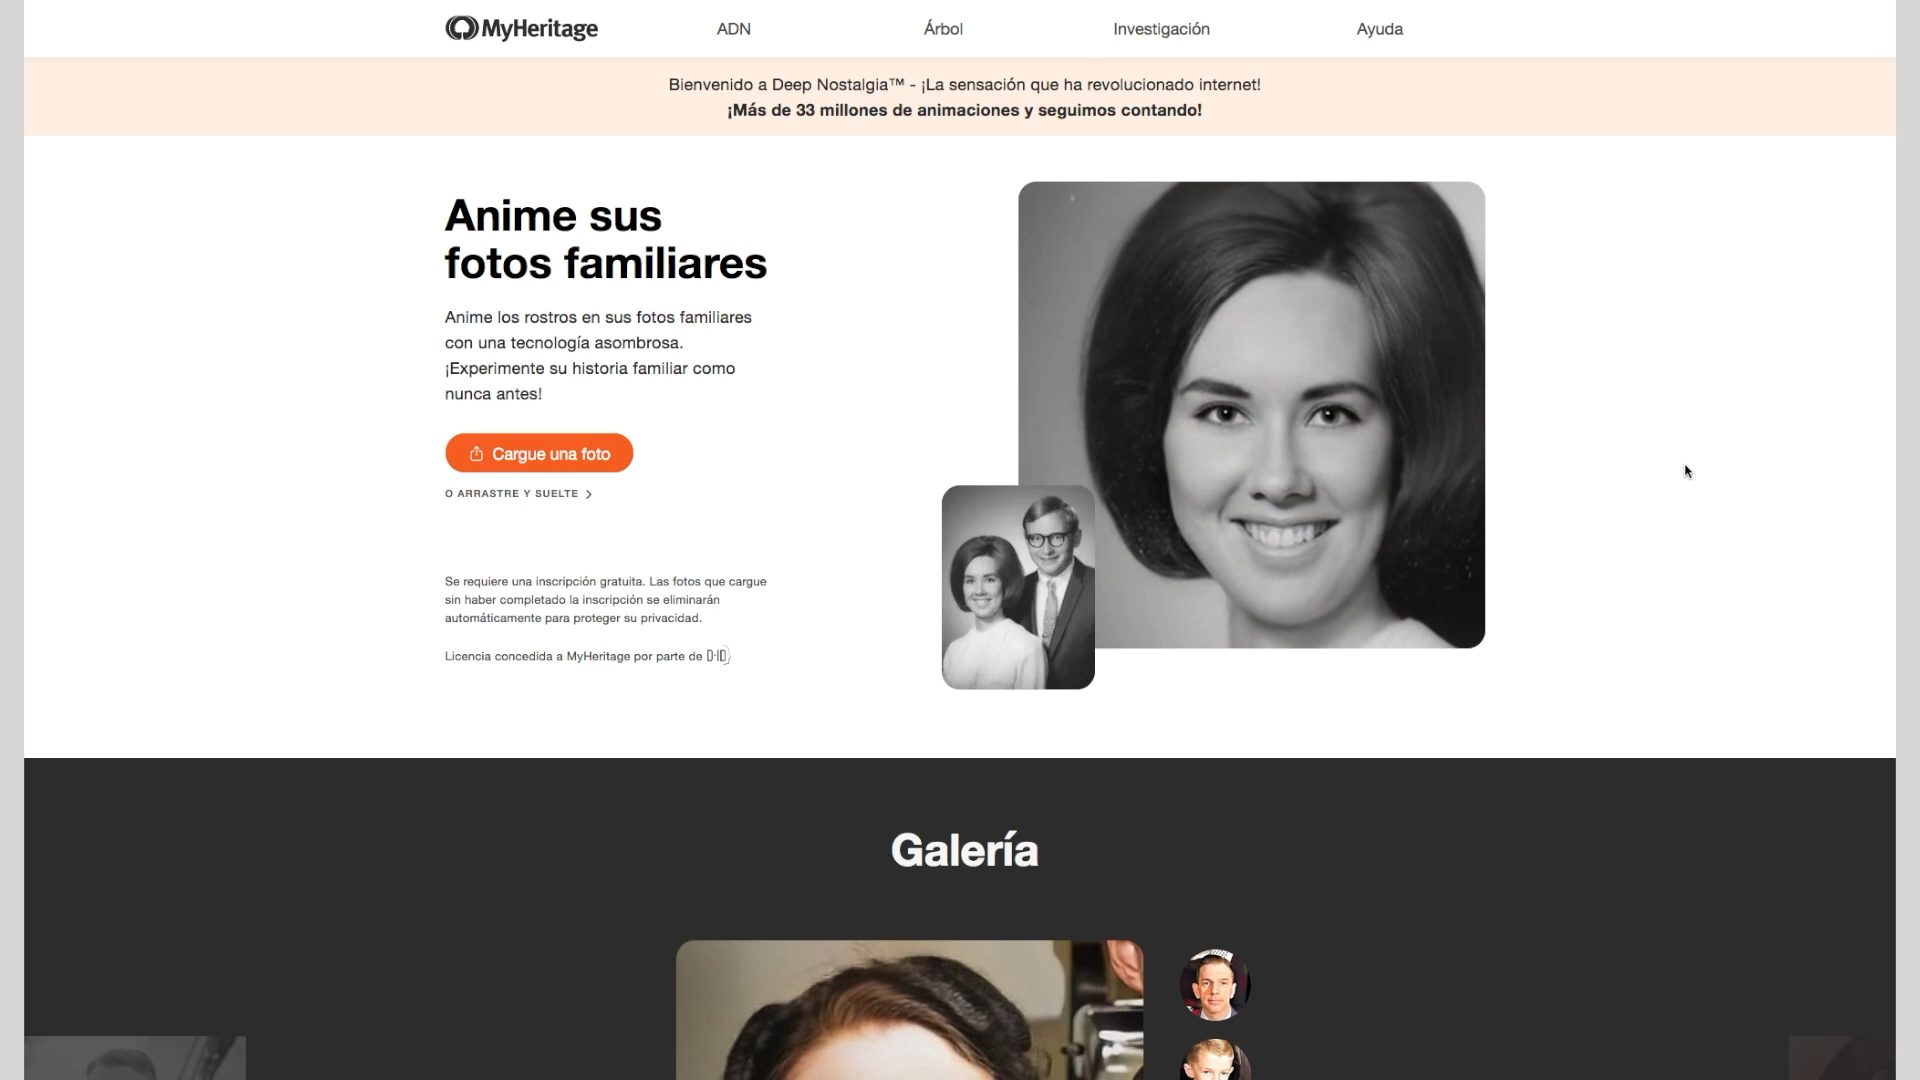 MyHeritage
ADN
Árbol
Investigación
Ayuda
Bienvenido a Deep Nostalgia™ - ¡La sensación que ha revolucionado internet!
¡Más de 33 millones de animaciones y seguimos contando!
Anime sus
fotos familiares
Anime los rostros en sus fotos familiares
con una tecnología asombrosa.
¡Experimente su historia familiar como
nunca antes!
Cargue una foto
O ARRASTRE Y SUELTE
Se requiere una inscripción gratuita. Las fotos que cargue
sin haber completado la inscripción se eliminarán
automáticamente para proteger su privacidad.
Licencia concedida a MyHeritage por parte de D-ID
Galería